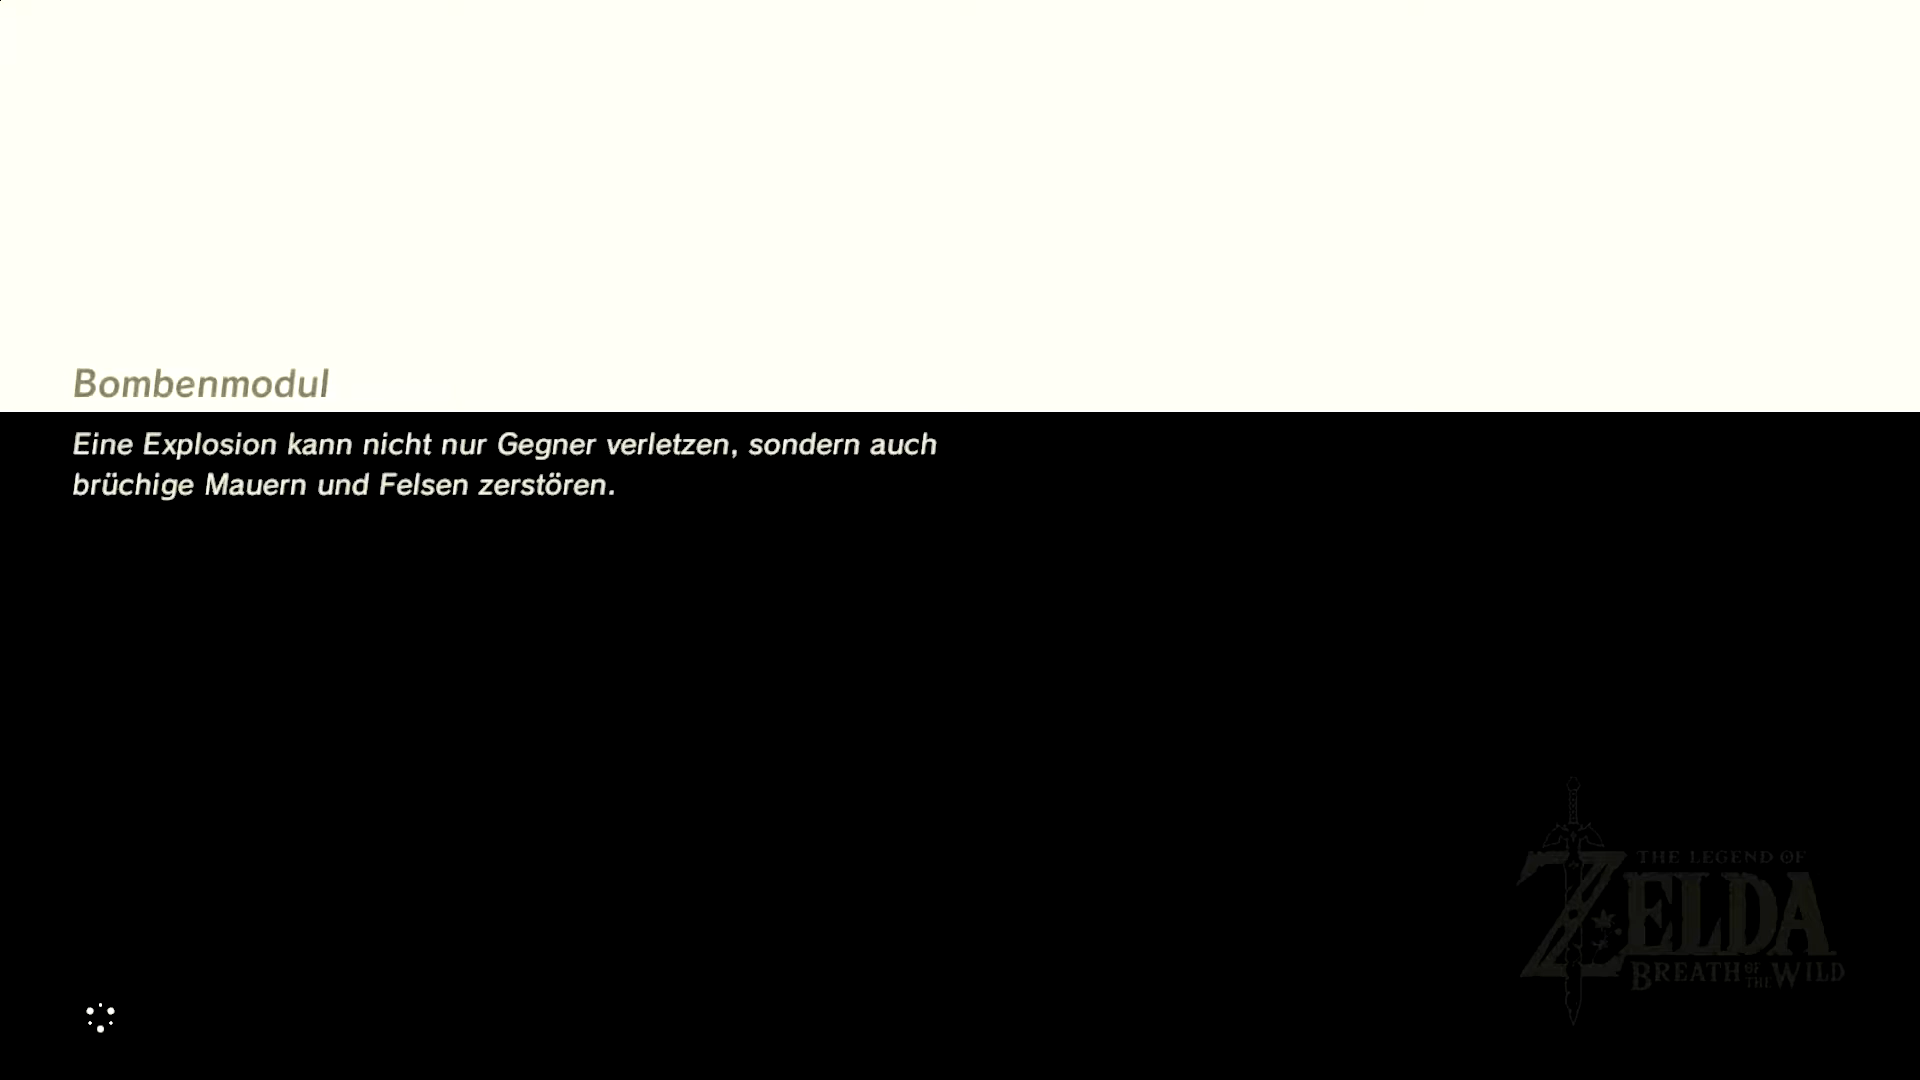 Bombenmodul
Eine Explosion kann nicht nur Gegner verletzen, sondern auch
brüchige Mauern und Felsen zerstören.
THE LEGEND OF
ZELDA
BREATH OF THE WILD